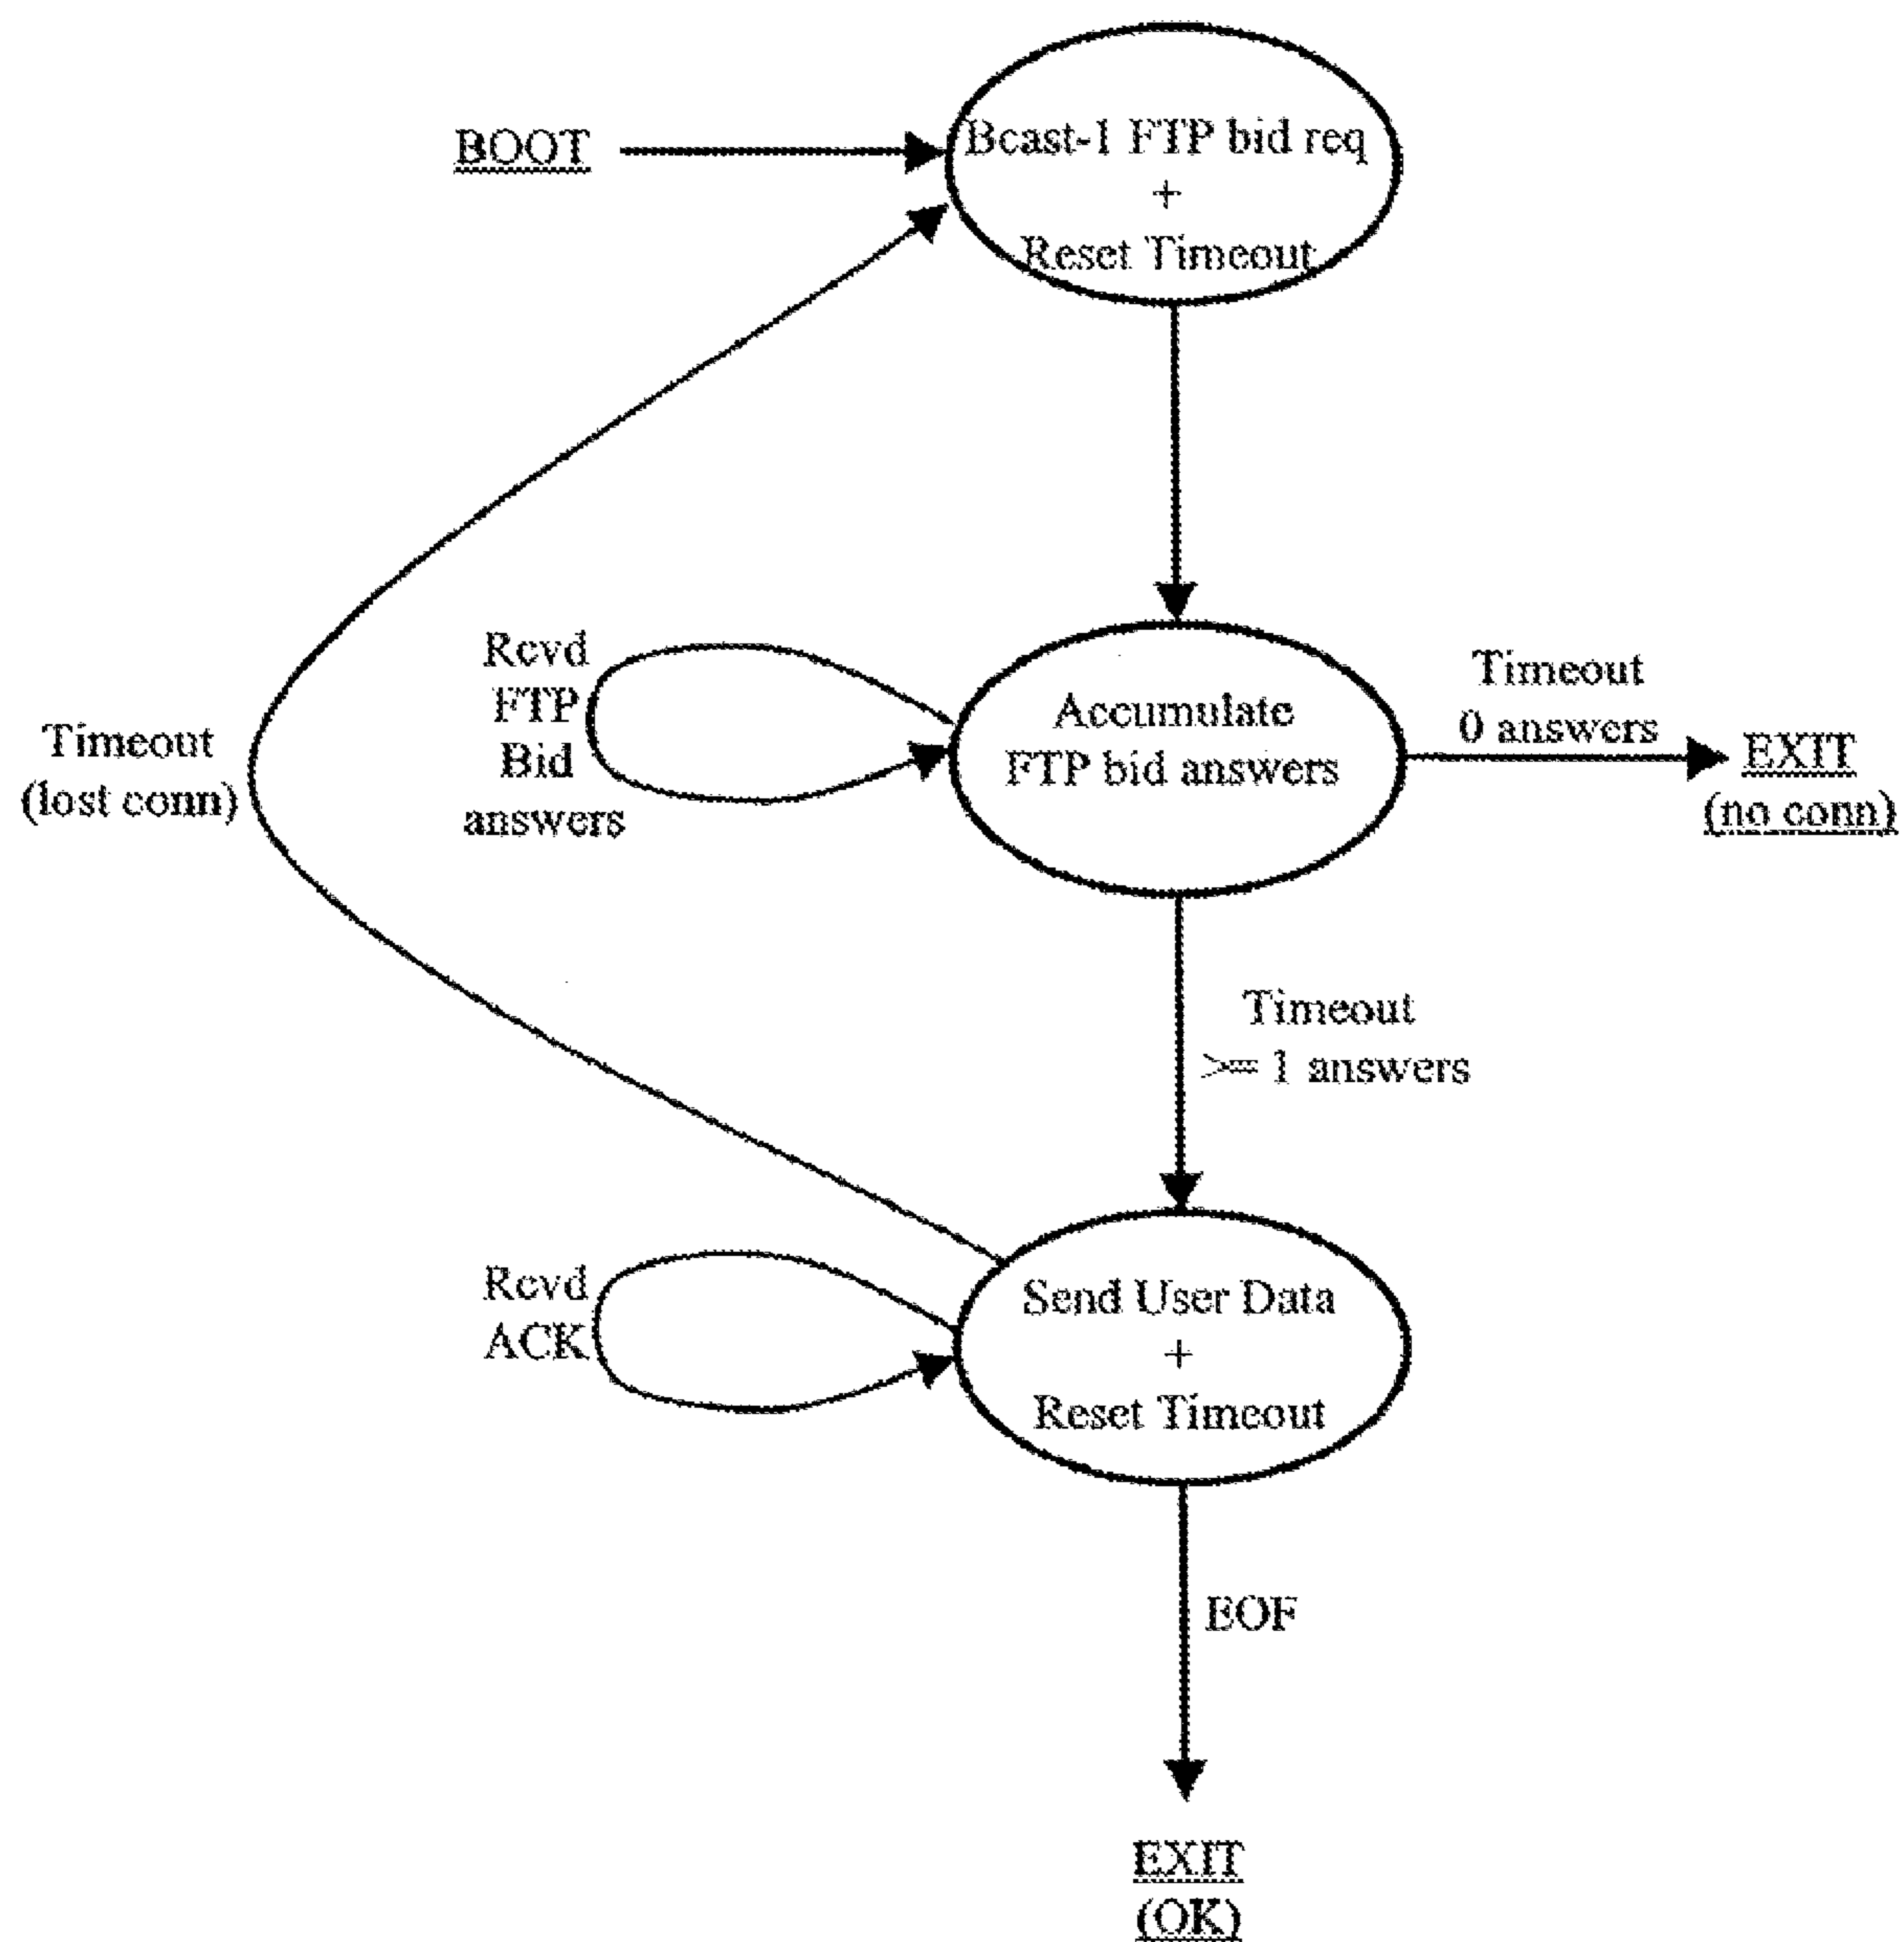 BOOT
Bcast-1 FTP bid req
+
Reset Timeout
Rcvd
FTP
Bid
answers
Accumulate
FTP bid answers
Timeout
0 answers
EXIT
(no conn)
Timeout
(lost conn)
Timeout
>= 1 answers
Rcvd
ACK
Send User Data
+
Reset Timeout
EOF
EXIT
(OK)